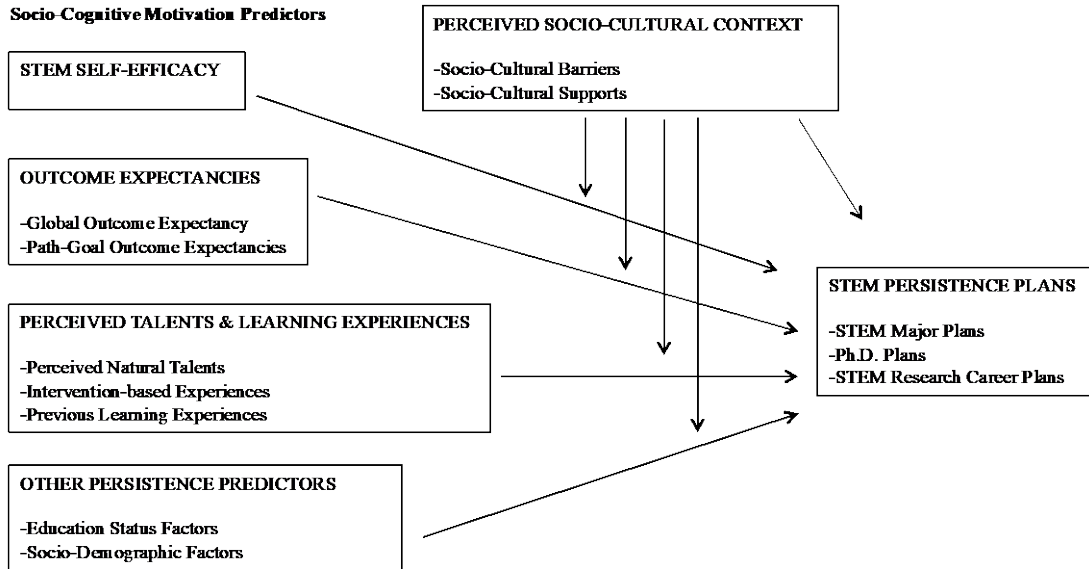 Socio-Cognitive Motivation Predictors
PERCEIVED SOCIO-CULTURAL CONTEXT
-Socio-Cultural Barriers
-Socio-Cultural Supports
STEM SELF-EFFICACY
OUTCOME EXPECTANCIES
-Global Outcome Expectancy
-Path-Goal Outcome Expectancies
PERCEIVED TALENTS & LEARNING EXPERIENCES
-Perceived Natural Talents
-Intervention-based Experiences
-Previous Learning Experiences
OTHER PERSISTENCE PREDICTORS
-Education Status Factors
-Socio-Demographic Factors
STEM PERSISTENCE PLANS
-STEM Major Plans
-Ph.D. Plans
-STEM Research Career Plans